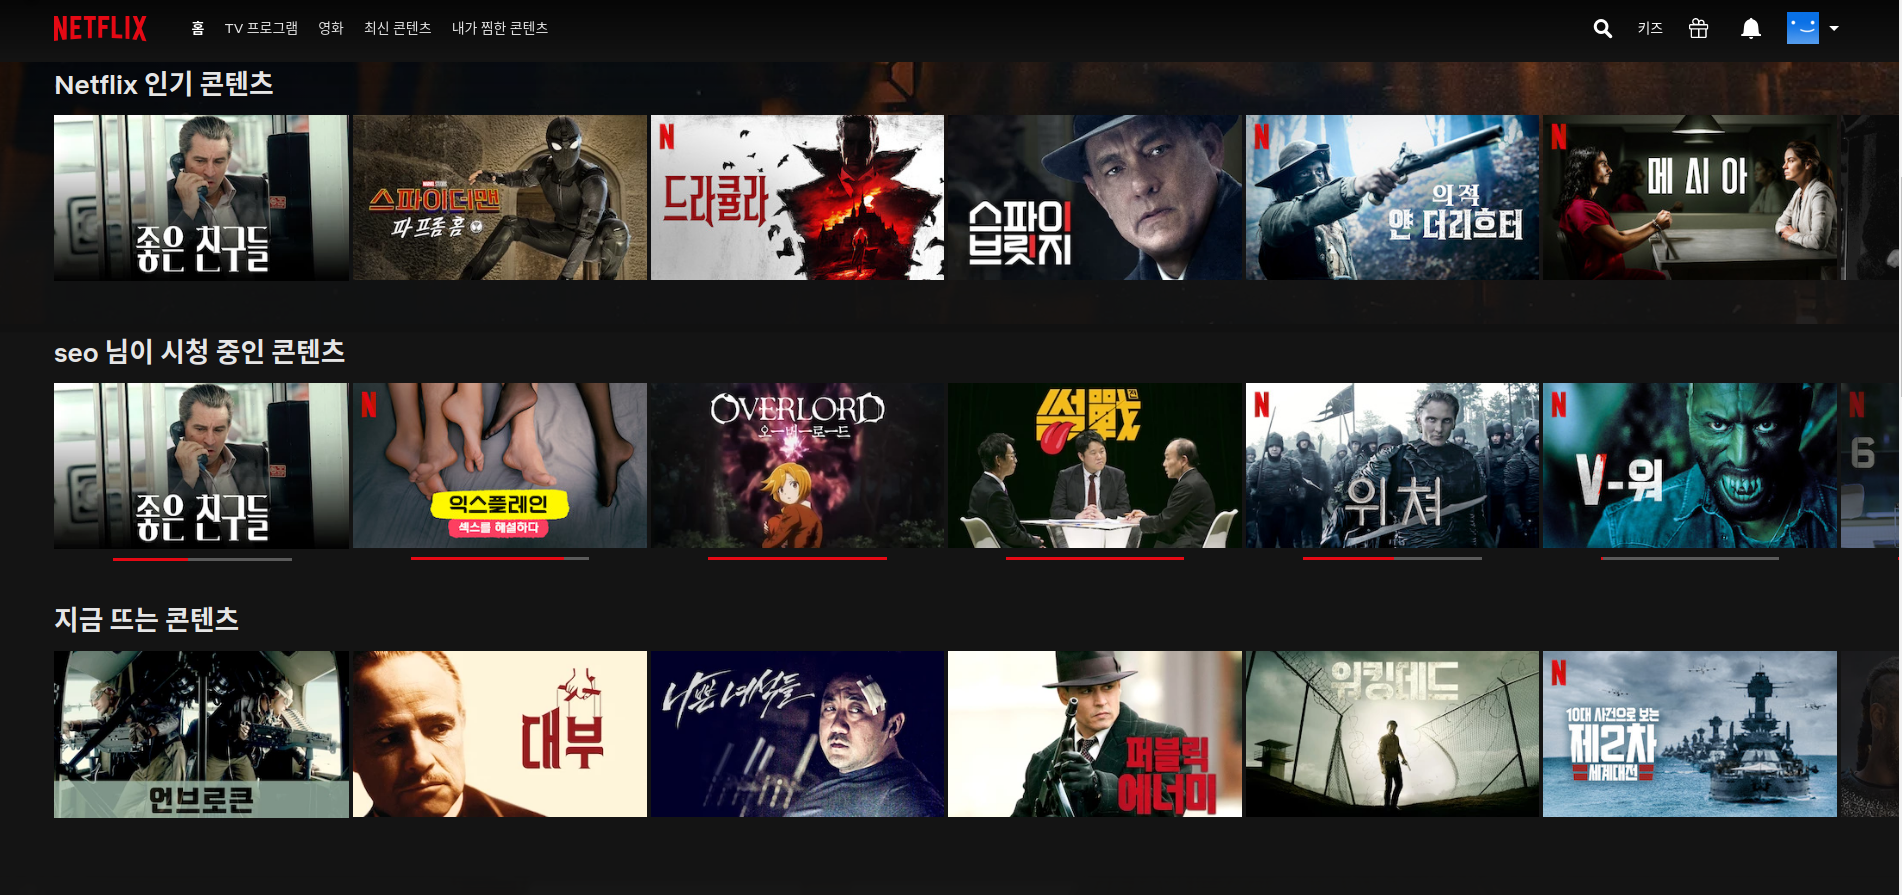 NETFLIX 홈 TV 프로그램 영화 최신 콘텐츠 내가 찜한 콘텐츠 키즈
Netflix 인기 콘텐츠
좋은 친구들
MARVEL STUDIOS
스파이더맨
파 프롬 홈
N
드라큘라
스파이
브릿지
N
의적
얀 더리흐터
N
메시아
seo 님이 시청 중인 콘텐츠
좋은 친구들
N
익스플레인
섹스를 해설하다
OVERLORD
오-버-로-드
썰戰
N
위쳐
N
V-워
N
6
지금 뜨는 콘텐츠
언브로큰
대부
나쁜 녀석들
퍼블릭
에너미
워킹데드
N
10대 사건으로 보는
제2차
세계대전